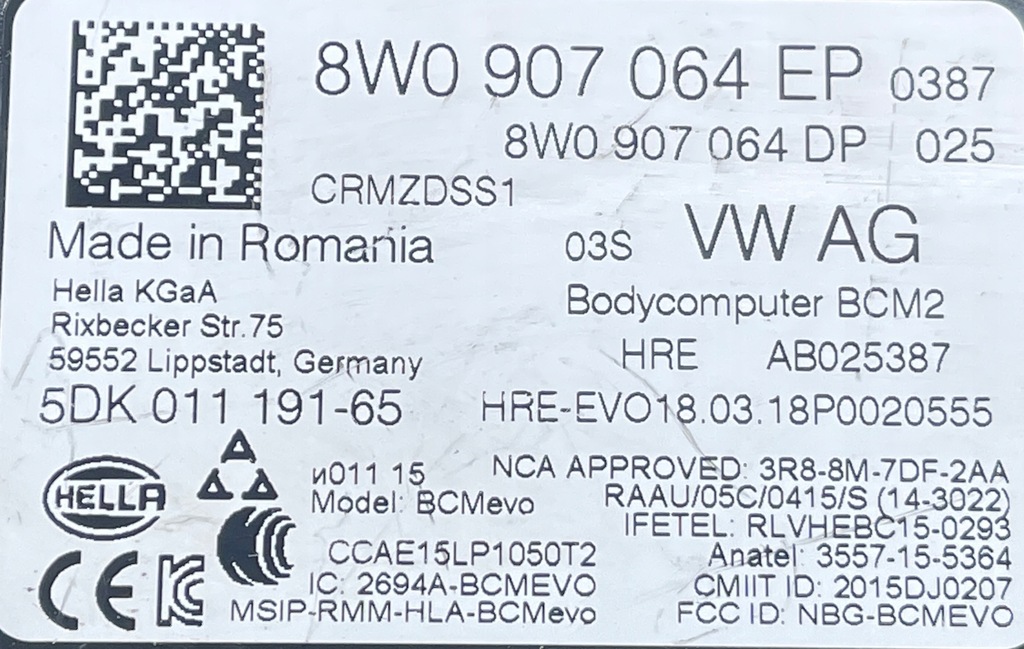 8W0 907 064 EP 0387
8W0 907 064 DP 025
CRMZDSS1
Made in Romania
03S VW AG
Hella KGaA
Bodycomputer BCM2
Rixbecker Str.75
59552 Lippstadt, Germany
HRE AB025387
5DK 011 191-65
HRE-EVO18.03.18P0020555
HELLA
и011 15
Model: BCMevo
NCA APPROVED: 3R8-8M-7DF-2AA
RAAU/05C/0415/S (14-3022)
IFETEL: RLVHEBC15-0293
CCAE15LP1050T2
Anatel: 3557-15-5364
IC: 2694A-BCMEVO
CMIIT ID: 2015DJ0207
MSIP-RMM-HLA-BCMevo
FCC ID: NBG-BCMEVO
CE